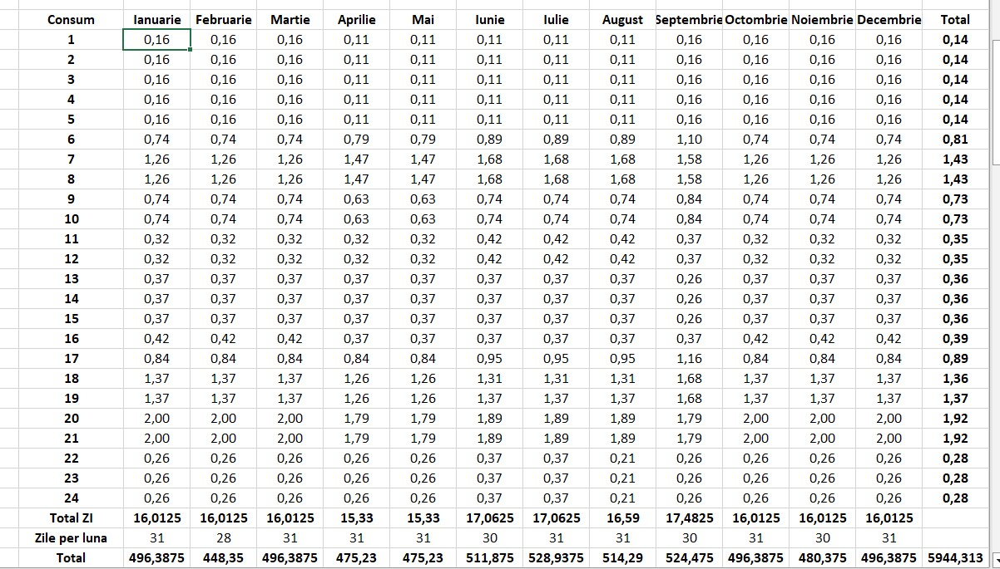 Consum Ianuarie Februarie Martie Aprilie Mai Iunie Iulie August Septembrie Octombrie Noiembrie Decembrie Total
1 0,16 0,16 0,16 0,11 0,11 0,11 0,11 0,11 0,16 0,16 0,16 0,16 0,14
2 0,16 0,16 0,16 0,11 0,11 0,11 0,11 0,11 0,16 0,16 0,16 0,16 0,14
3 0,16 0,16 0,16 0,11 0,11 0,11 0,11 0,11 0,16 0,16 0,16 0,16 0,14
4 0,16 0,16 0,16 0,11 0,11 0,11 0,11 0,11 0,16 0,16 0,16 0,16 0,14
5 0,16 0,16 0,16 0,11 0,11 0,11 0,11 0,11 0,16 0,16 0,16 0,16 0,14
6 0,74 0,74 0,74 0,79 0,79 0,89 0,89 0,89 1,10 0,74 0,74 0,74 0,81
7 1,26 1,26 1,26 1,47 1,47 1,68 1,68 1,68 1,58 1,26 1,26 1,26 1,43
8 1,26 1,26 1,26 1,47 1,47 1,68 1,68 1,68 1,58 1,26 1,26 1,26 1,43
9 0,74 0,74 0,74 0,63 0,63 0,74 0,74 0,74 0,84 0,74 0,74 0,74 0,73
10 0,74 0,74 0,74 0,63 0,63 0,74 0,74 0,74 0,84 0,74 0,74 0,74 0,73
11 0,32 0,32 0,32 0,32 0,32 0,42 0,42 0,42 0,37 0,32 0,32 0,32 0,35
12 0,32 0,32 0,32 0,32 0,32 0,42 0,42 0,42 0,37 0,32 0,32 0,32 0,35
13 0,37 0,37 0,37 0,37 0,37 0,37 0,37 0,37 0,26 0,37 0,37 0,37 0,36
14 0,37 0,37 0,37 0,37 0,37 0,37 0,37 0,37 0,26 0,37 0,37 0,37 0,36
15 0,37 0,37 0,37 0,37 0,37 0,37 0,37 0,37 0,26 0,37 0,37 0,37 0,36
16 0,42 0,42 0,42 0,37 0,37 0,37 0,37 0,37 0,37 0,42 0,42 0,42 0,39
17 0,84 0,84 0,84 0,84 0,84 0,95 0,95 0,95 1,16 0,84 0,84 0,84 0,89
18 1,37 1,37 1,37 1,26 1,26 1,31 1,31 1,31 1,68 1,37 1,37 1,37 1,36
19 1,37 1,37 1,37 1,26 1,26 1,37 1,37 1,37 1,68 1,37 1,37 1,37 1,37
20 2,00 2,00 2,00 1,79 1,79 1,89 1,89 1,89 1,79 2,00 2,00 2,00 1,92
21 2,00 2,00 2,00 1,79 1,79 1,89 1,89 1,89 1,79 2,00 2,00 2,00 1,92
22 0,26 0,26 0,26 0,26 0,26 0,37 0,37 0,21 0,26 0,26 0,26 0,26 0,28
23 0,26 0,26 0,26 0,26 0,26 0,37 0,37 0,21 0,26 0,26 0,26 0,26 0,28
24 0,26 0,26 0,26 0,26 0,26 0,37 0,37 0,21 0,26 0,26 0,26 0,26 0,28
Total ZI 16,0125 16,0125 16,0125 15,33 15,33 17,0625 17,0625 16,59 17,4825 16,0125 16,0125 16,0125
Zile per luna 31 28 31 31 31 30 31 31 30 31 30 31
Total 496,3875 448,35 496,3875 475,23 475,23 511,875 528,9375 514,29 524,475 496,3875 480,375 496,3875 5944,313